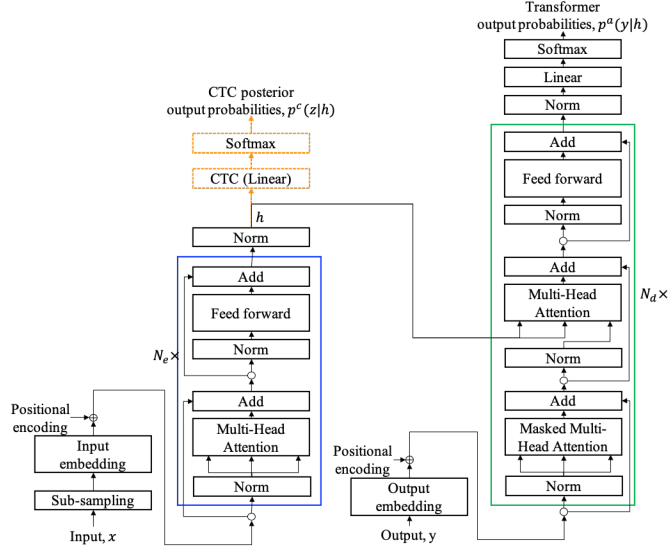 Transformer
output probabilities, pᵃ(y|h)
Softmax
Linear
Norm
Add
Feed forward
Norm
Add
Multi-Head
Attention
N_d×
Norm
Add
Masked Multi-
Head Attention
Norm
CTC posterior
output probabilities, pᶜ(z|h)
Softmax
CTC (Linear)
h
Norm
Add
Feed forward
N_e×
Norm
Add
Multi-Head
Attention
Norm
Positional
encoding
Input
embedding
Sub-sampling
Input, x
Positional
encoding
Output
embedding
Output, y